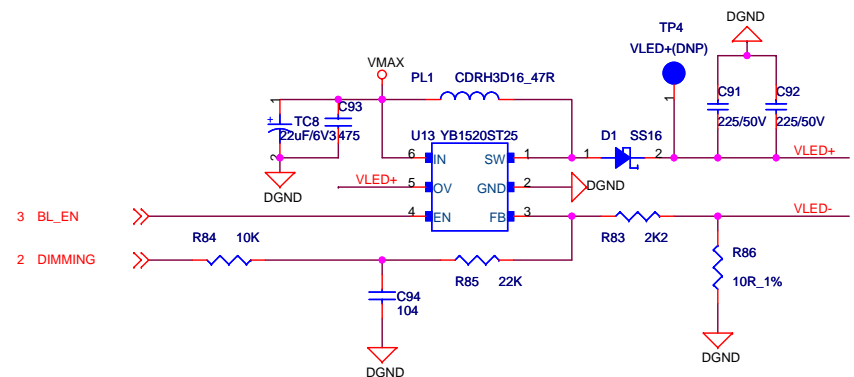 DGND
TP4
VLED+(DNP)
VMAX
PL1 CDRH3D16_47R
1
C93
TC8
22uF/6V3 475
+
2
DGND
U13 YB1520ST25
6 IN SW 1
VLED+ 5 OV GND 2 DGND
4 EN FB 3
D1 SS16
1 2
1
C91 C92
225/50V 225/50V
VLED+
3 BL_EN
VLED-
R84 10K
2 DIMMING
R83 2K2
R86
10R_1%
R85 22K
C94
104
DGND
DGND